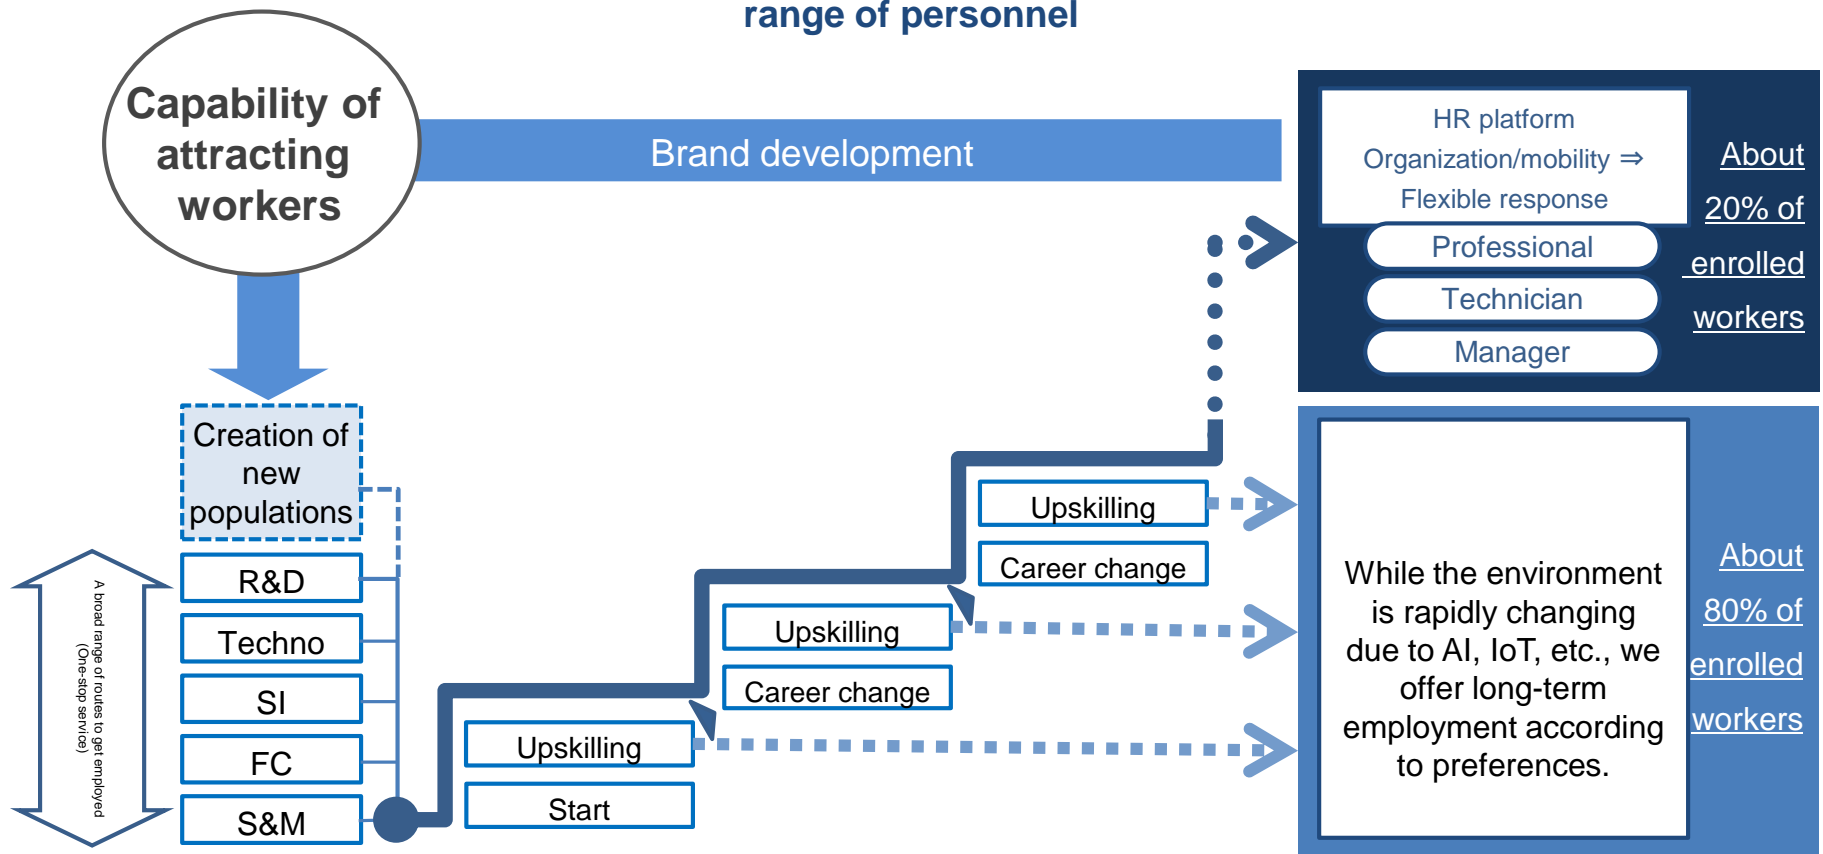 range of personnel
Capability of
attracting
workers
Brand development
HR platform
Organization/mobility ⇒
Flexible response
Professional
Technician
Manager
About
20% of
enrolled
workers
Creation of
new
populations
R&D
Techno
SI
FC
S&M
A broad range of routes to get employed
(One-stop service)
Upskilling
Start
Upskilling
Career change
Upskilling
Career change
While the environment
is rapidly changing
due to AI, IoT, etc., we
offer long-term
employment according
to preferences.
About
80% of
enrolled
workers